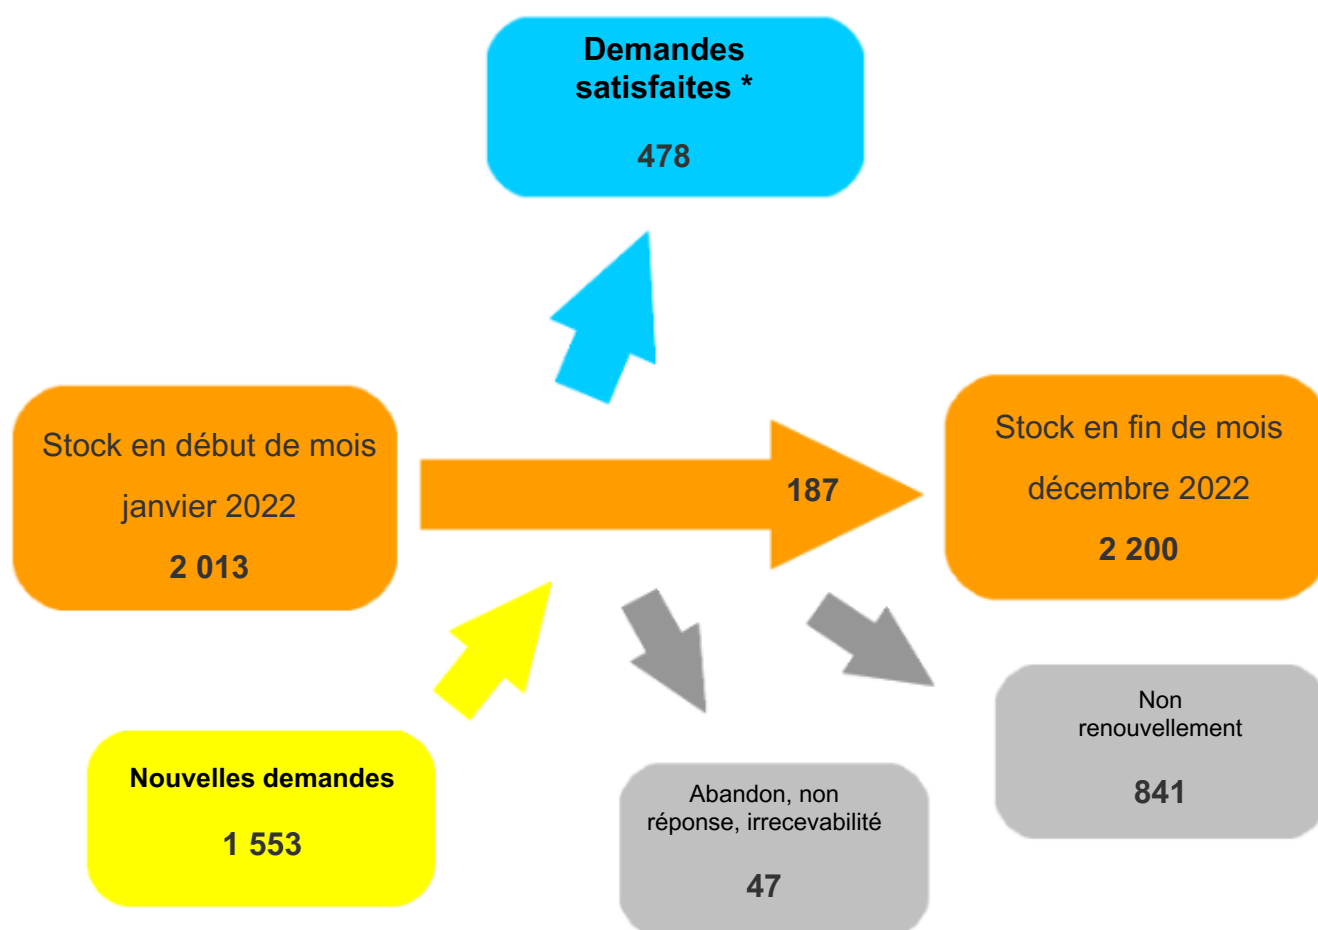 Demandes
satisfaites *
478
Stock en début de mois
janvier 2022
2 013
187
Stock en fin de mois
décembre 2022
2 200
Nouvelles demandes
1 553
Abandon, non
réponse, irrecevabilité
47
Non
renouvellement
841